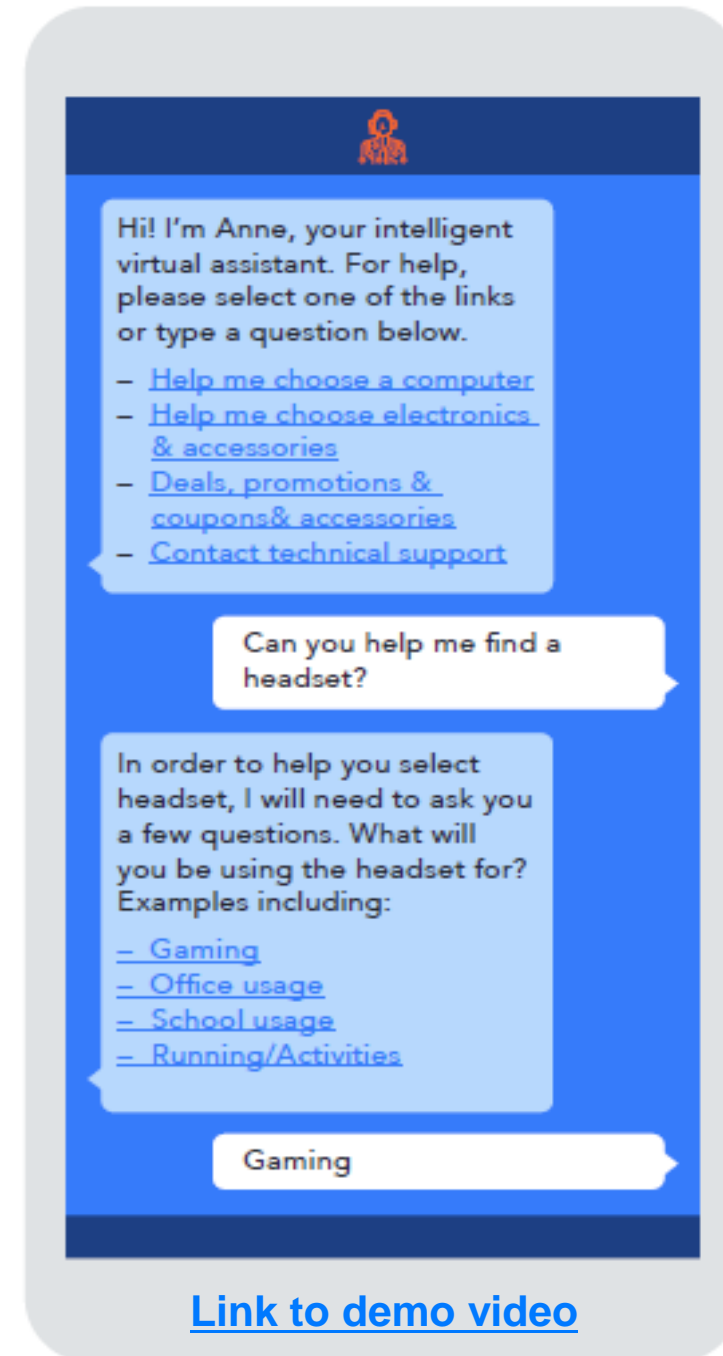 Hi! I'm Anne, your intelligent
virtual assistant. For help,
please select one of the links
or type a question below.
– Help me choose a computer
– Help me choose electronics
& accessories
– Deals, promotions &
coupons& accessories
– Contact technical support
Can you help me find a
headset?
In order to help you select
headset, I will need to ask you
a few questions. What will
you be using the headset for?
Examples including:
– Gaming
– Office usage
– School usage
– Running/Activities
Gaming
Link to demo video